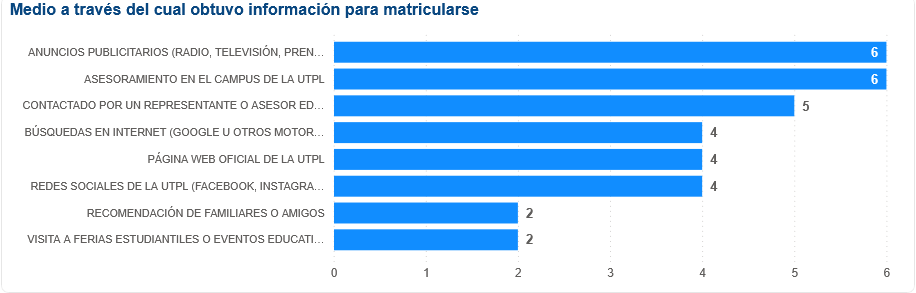 Medio a través del cual obtuvo información para matricularse
ANUNCIOS PUBLICITARIOS (RADIO, TELEVISIÓN, PREN... 6
ASESORAMIENTO EN EL CAMPUS DE LA UTPL 6
CONTACTADO POR UN REPRESENTANTE O ASESOR ED... 5
BÚSQUEDAS EN INTERNET (GOOGLE U OTROS MOTOR... 4
PÁGINA WEB OFICIAL DE LA UTPL 4
REDES SOCIALES DE LA UTPL (FACEBOOK, INSTAGRA... 4
RECOMENDACIÓN DE FAMILIARES O AMIGOS 2
VISITA A FERIAS ESTUDIANTILES O EVENTOS EDUCATI... 2
0 1 2 3 4 5 6